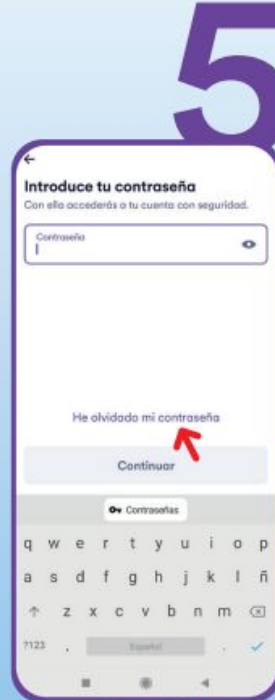 5
Introduce tu contraseña
Con ella accederás a tu cuenta con seguridad.
Contraseña
He olvidado mi contraseña
Continuar
Contraseñas
q w e r t y u i o p
a s d f g h j k l ñ
z x c v b n m
?123 , Español .